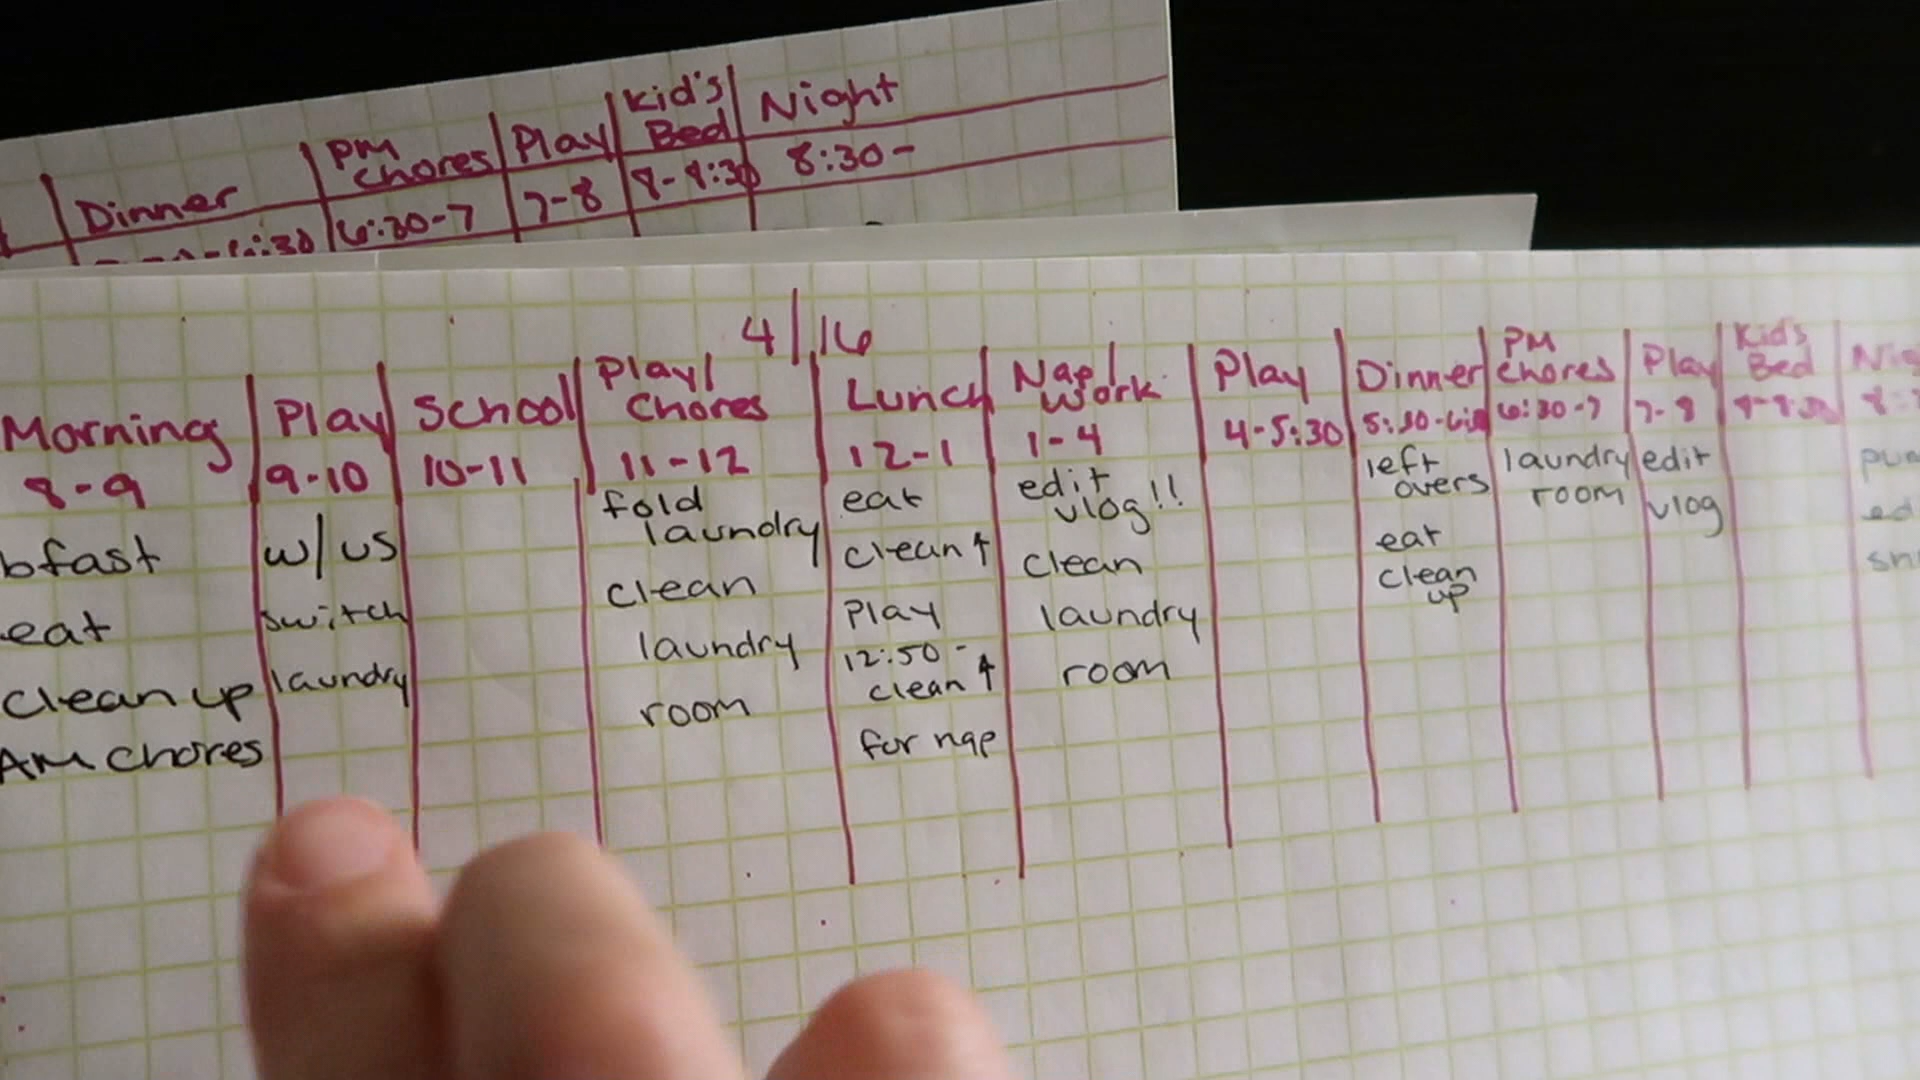 Dinner
PM Chores
Play
Kid's Bed
Night
6:30-7
7-8
8-8:30
8:30-
4/16
Morning
8-9
bfast
eat
clean up
AM chores
Play
9-10
w/ us
switch
laundry
School
10-11
Play/
Chores
11-12
fold
laundry
clean
laundry
room
Lunch
12-1
eat
clean ↑
Play
12:50-
clean ↑
for nap
Nap/
Work
1-4
edit
vlog!!
clean
laundry
room
Play
4-5:30
Dinner
5:30-6:30
left
overs
eat
clean
up
PM
Chores
6:30-7
laundry
room
Play
7-8
edit
vlog
Kid's
Bed
8-8:30